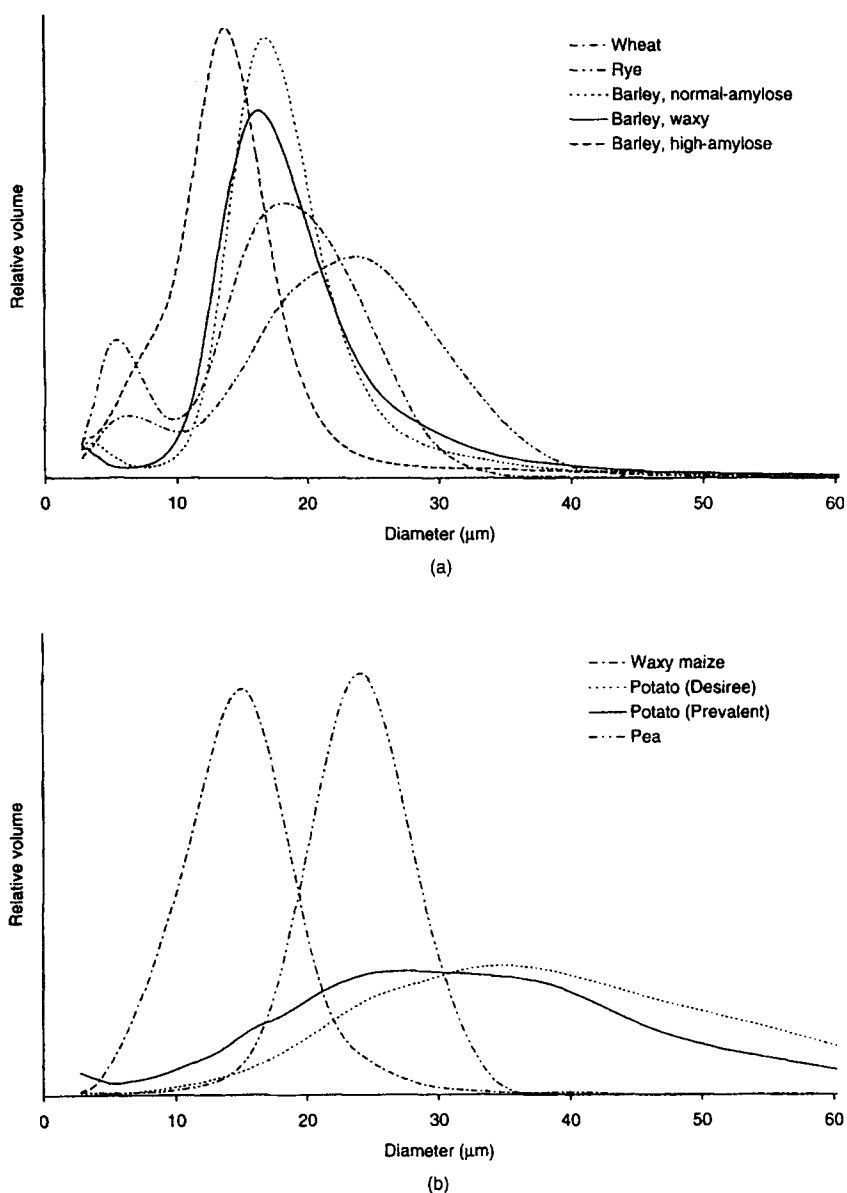 Wheat
Rye
Barley, normal-amylose
Barley, waxy
Barley, high-amylose
Relative volume
0 10 20 30 40 50 60
Diameter (μm)
(a)
Waxy maize
Potato (Desiree)
Potato (Prevalent)
Pea
Relative volume
0 10 20 30 40 50 60
Diameter (μm)
(b)